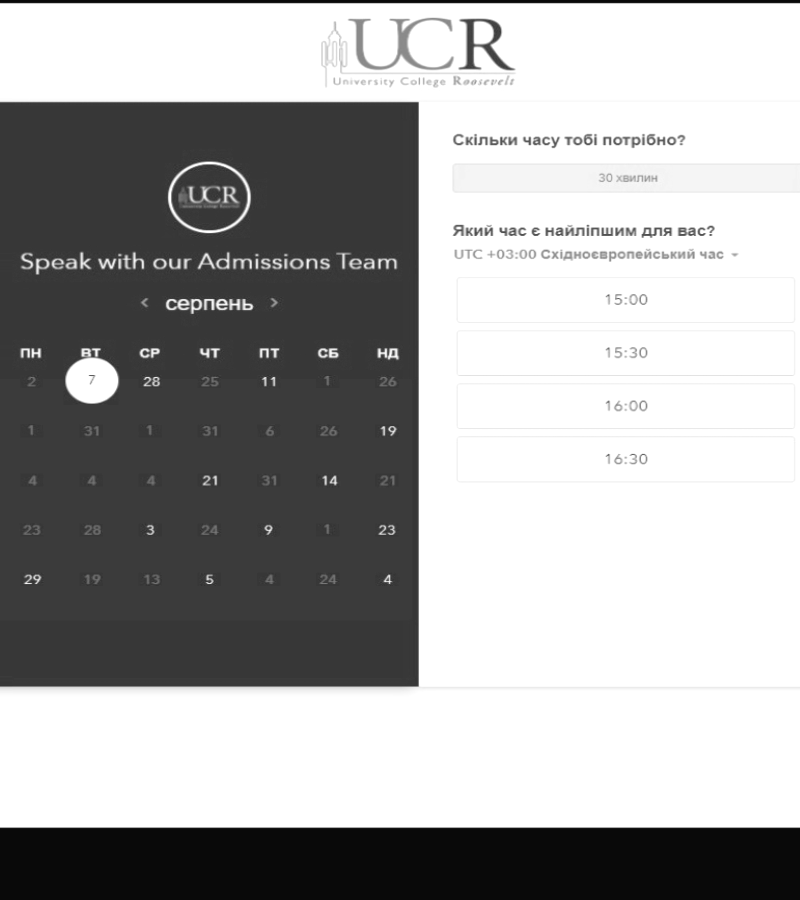 UCR
University College Roosevelt
UCR
Speak with our Admissions Team
< серпень >
ПН ВТ СР ЧТ ПТ СБ НД
2 7 28 25 11 1 26
1 31 1 31 6 26 19
4 4 4 21 31 14 21
23 28 3 24 9 1 23
29 19 13 5 4 24 4
Скільки часу тобі потрібно?
30 хвилин
Який час є найліпшим для вас?
UTC +03:00 Східноєвропейський час
15:00
15:30
16:00
16:30